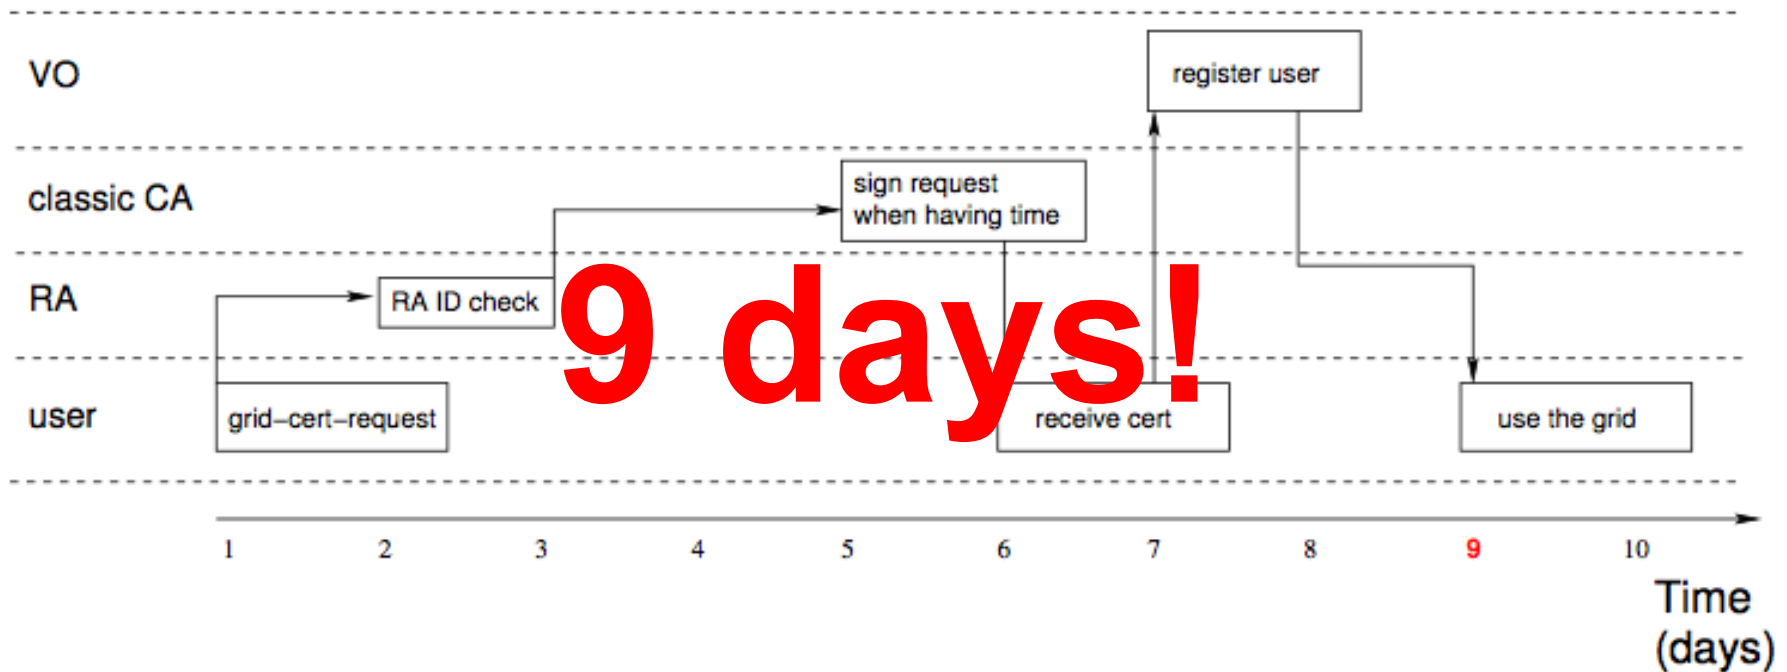 VO
register user
classic CA
sign request
when having time
RA
RA ID check
9 days!
user
grid-cert-request
receive cert
use the grid
1 2 3 4 5 6 7 8 9 10
Time
(days)